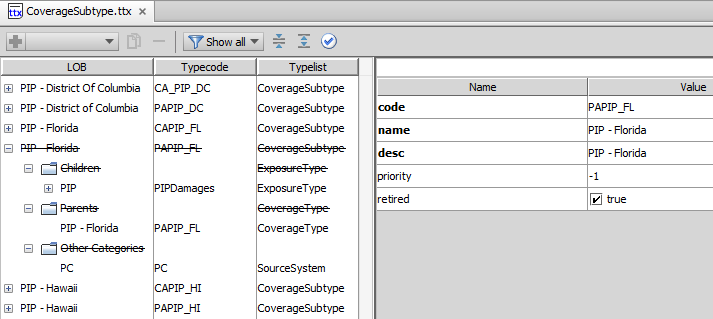 ttx CoverageSubtype.ttx ×
Show all
LOB Typecode Typelist
PIP - District Of Columbia CA_PIP_DC CoverageSubtype
PIP - District of Columbia PAPIP_DC CoverageSubtype
PIP - Florida CAPIP_FL CoverageSubtype
PIP - Florida PAPIP_FL CoverageSubtype
Children ExposureType
PIP PIPDamages ExposureType
Parents CoverageType
PIP - Florida PAPIP_FL CoverageType
Other Categories
PC PC SourceSystem
PIP - Hawaii CAPIP_HI CoverageSubtype
PIP - Hawaii PAPIP_HI CoverageSubtype
Name Value
code PAPIP_FL
name PIP - Florida
desc PIP - Florida
priority -1
retired true